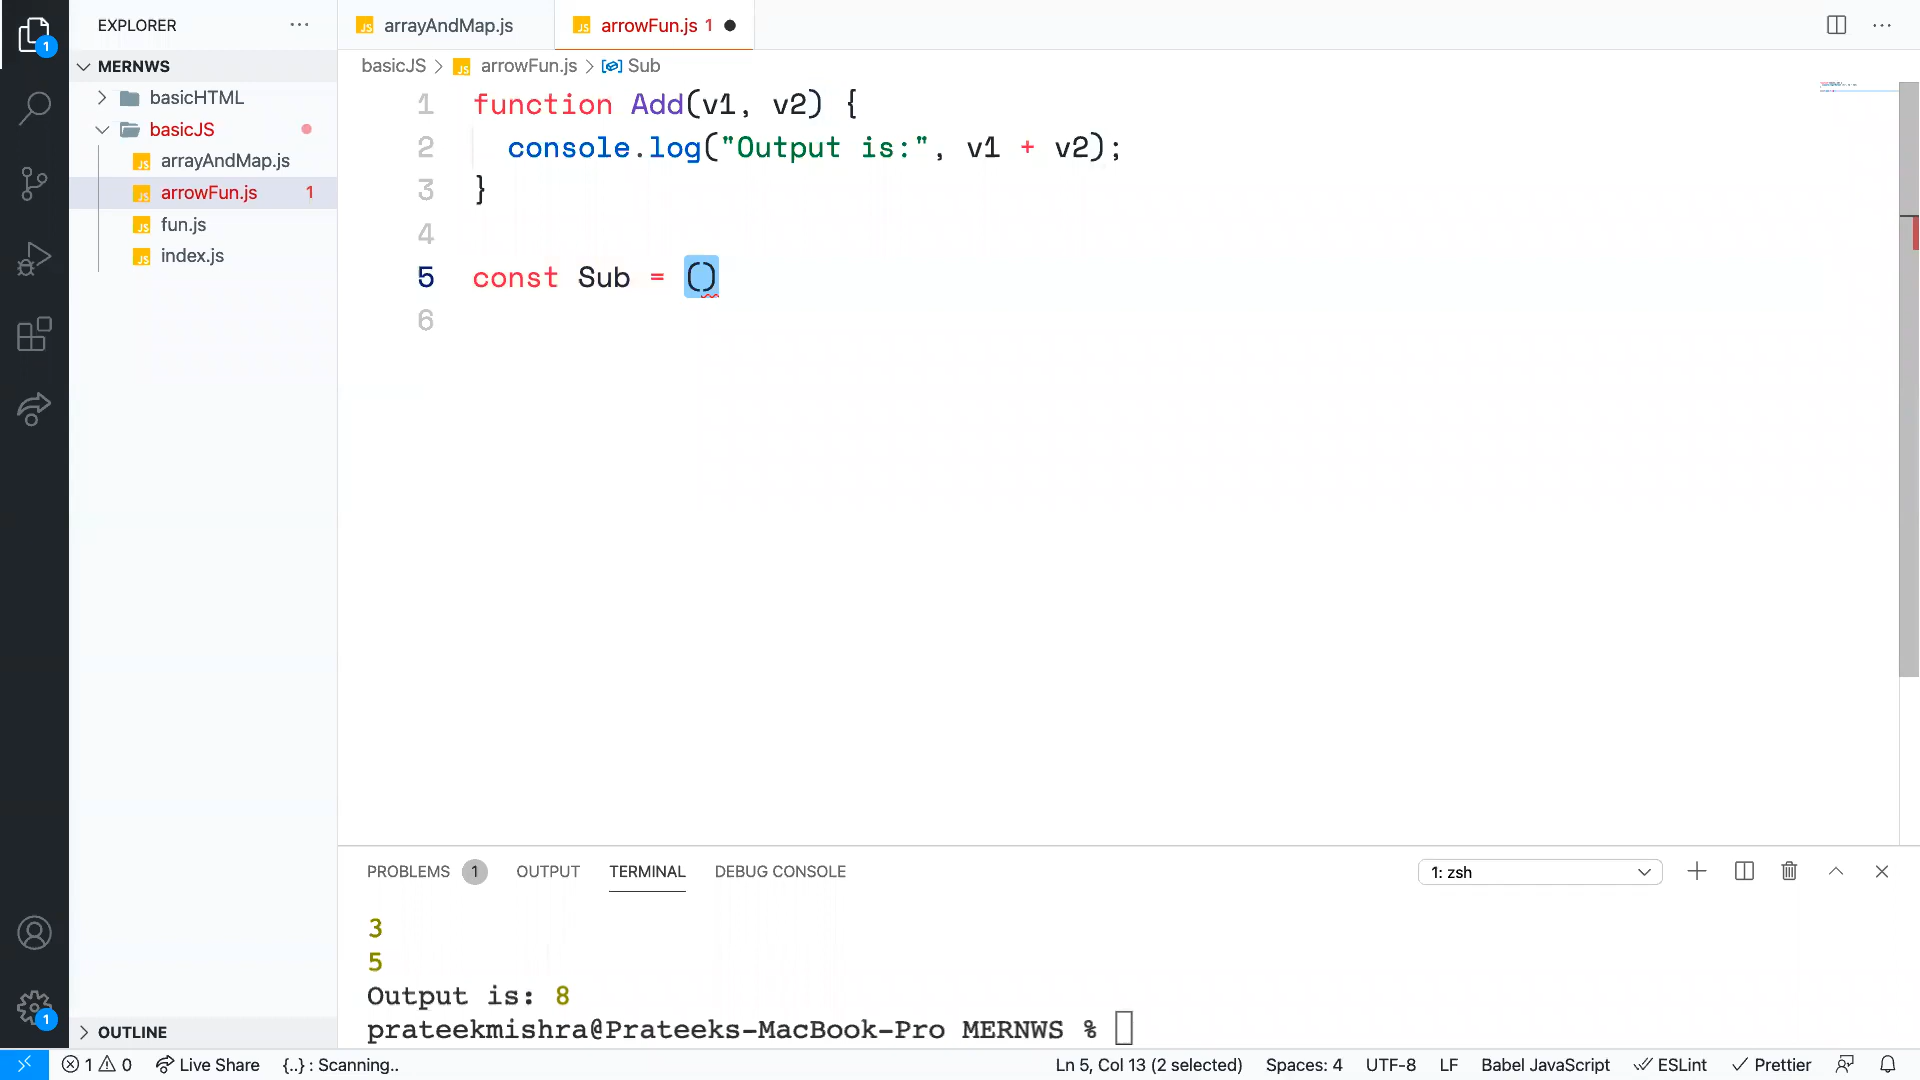 EXPLORER
MERNWS
basicHTML
basicJS
arrayAndMap.js
arrowFun.js 1
fun.js
index.js
OUTLINE
arrayAndMap.js
arrowFun.js 1
basicJS > arrowFun.js > Sub
1 function Add(v1, v2) {
2 console.log("Output is:", v1 + v2);
3 }
4
5 const Sub = ()
6
PROBLEMS 1 OUTPUT TERMINAL DEBUG CONSOLE 1: zsh
3
5
Output is: 8
prateekmishra@Prateeks-MacBook-Pro MERNWS %
1 0 Live Share {..} : Scanning.. Ln 5, Col 13 (2 selected) Spaces: 4 UTF-8 LF Babel JavaScript ESLint Prettier
1
1